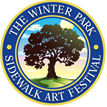 THE WINTER PARK
SIDEWALK ART FESTIVAL